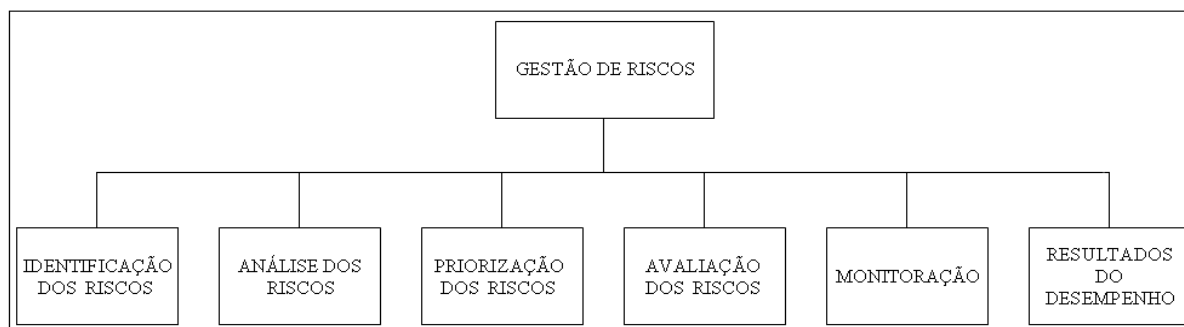 GESTÃO DE RISCOS
IDENTIFICAÇÃO
DOS RISCOS
ANÁLISE DOS
RISCOS
PRIORIZAÇÃO
DOS RISCOS
AVALIAÇÃO
DOS RISCOS
MONITORAÇÃO
RESULTADOS
DO
DESEMPENHO